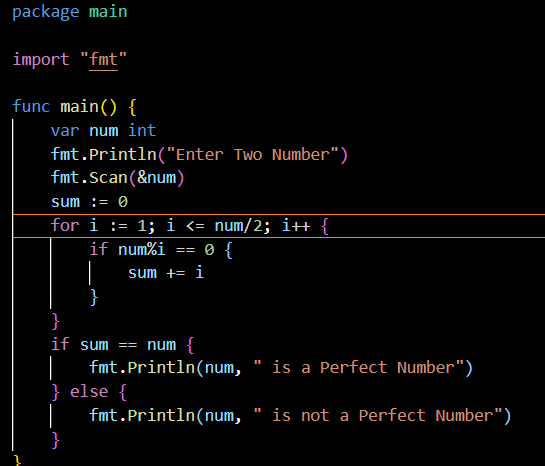 package main
import "fmt"
func main() {
var num int
fmt.Println("Enter Two Number")
fmt.Scan(&num)
sum := 0
for i := 1; i <= num/2; i++ {
if num%i == 0 {
sum += i
}
}
if sum == num {
fmt.Println(num, " is a Perfect Number")
} else {
fmt.Println(num, " is not a Perfect Number")
}
}